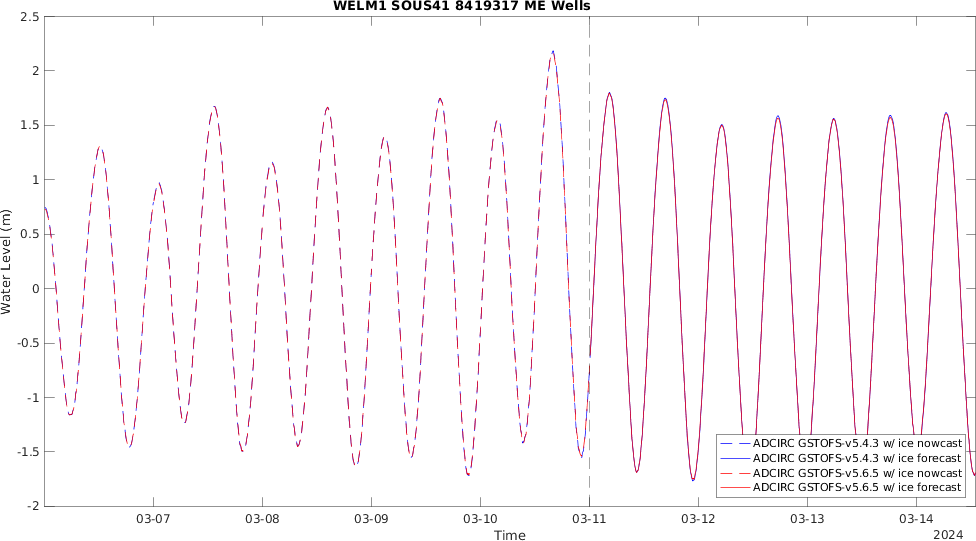 WELM1 SOUS41 8419317 ME Wells
2.5
2
1.5
1
0.5
0
-0.5
-1
-1.5
-2
Water Level (m)
03-07
03-08
03-09
03-10
03-11
03-12
03-13
03-14
Time
2024
ADCIRC GSTOFS-v5.4.3 w/ ice nowcast
ADCIRC GSTOFS-v5.4.3 w/ ice forecast
ADCIRC GSTOFS-v5.6.5 w/ ice nowcast
ADCIRC GSTOFS-v5.6.5 w/ ice forecast